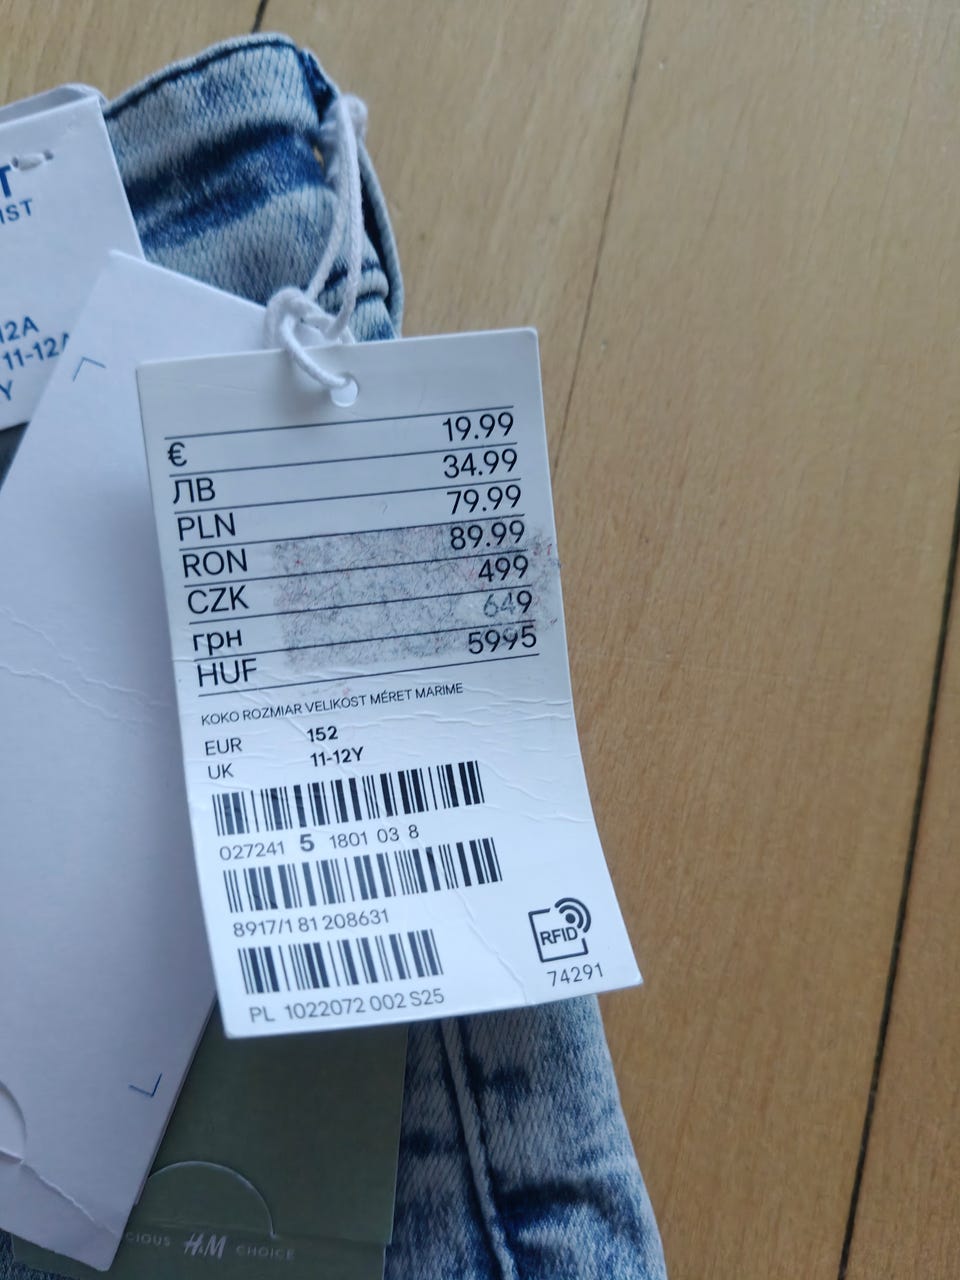 T
IST
12A
11-12A
Y
€ 19.99
ЛВ 34.99
PLN 79.99
RON 89.99
CZK 499
грн 649
HUF 5995
KOKO ROZMIAR VELIKOST MÉRET MARIME
EUR 152
UK 11-12Y
027241 5 1801 03 8
8917/1 81 208631
RFID
PL 1022072 002 S25
74291
CIOUS H&M CHOICE